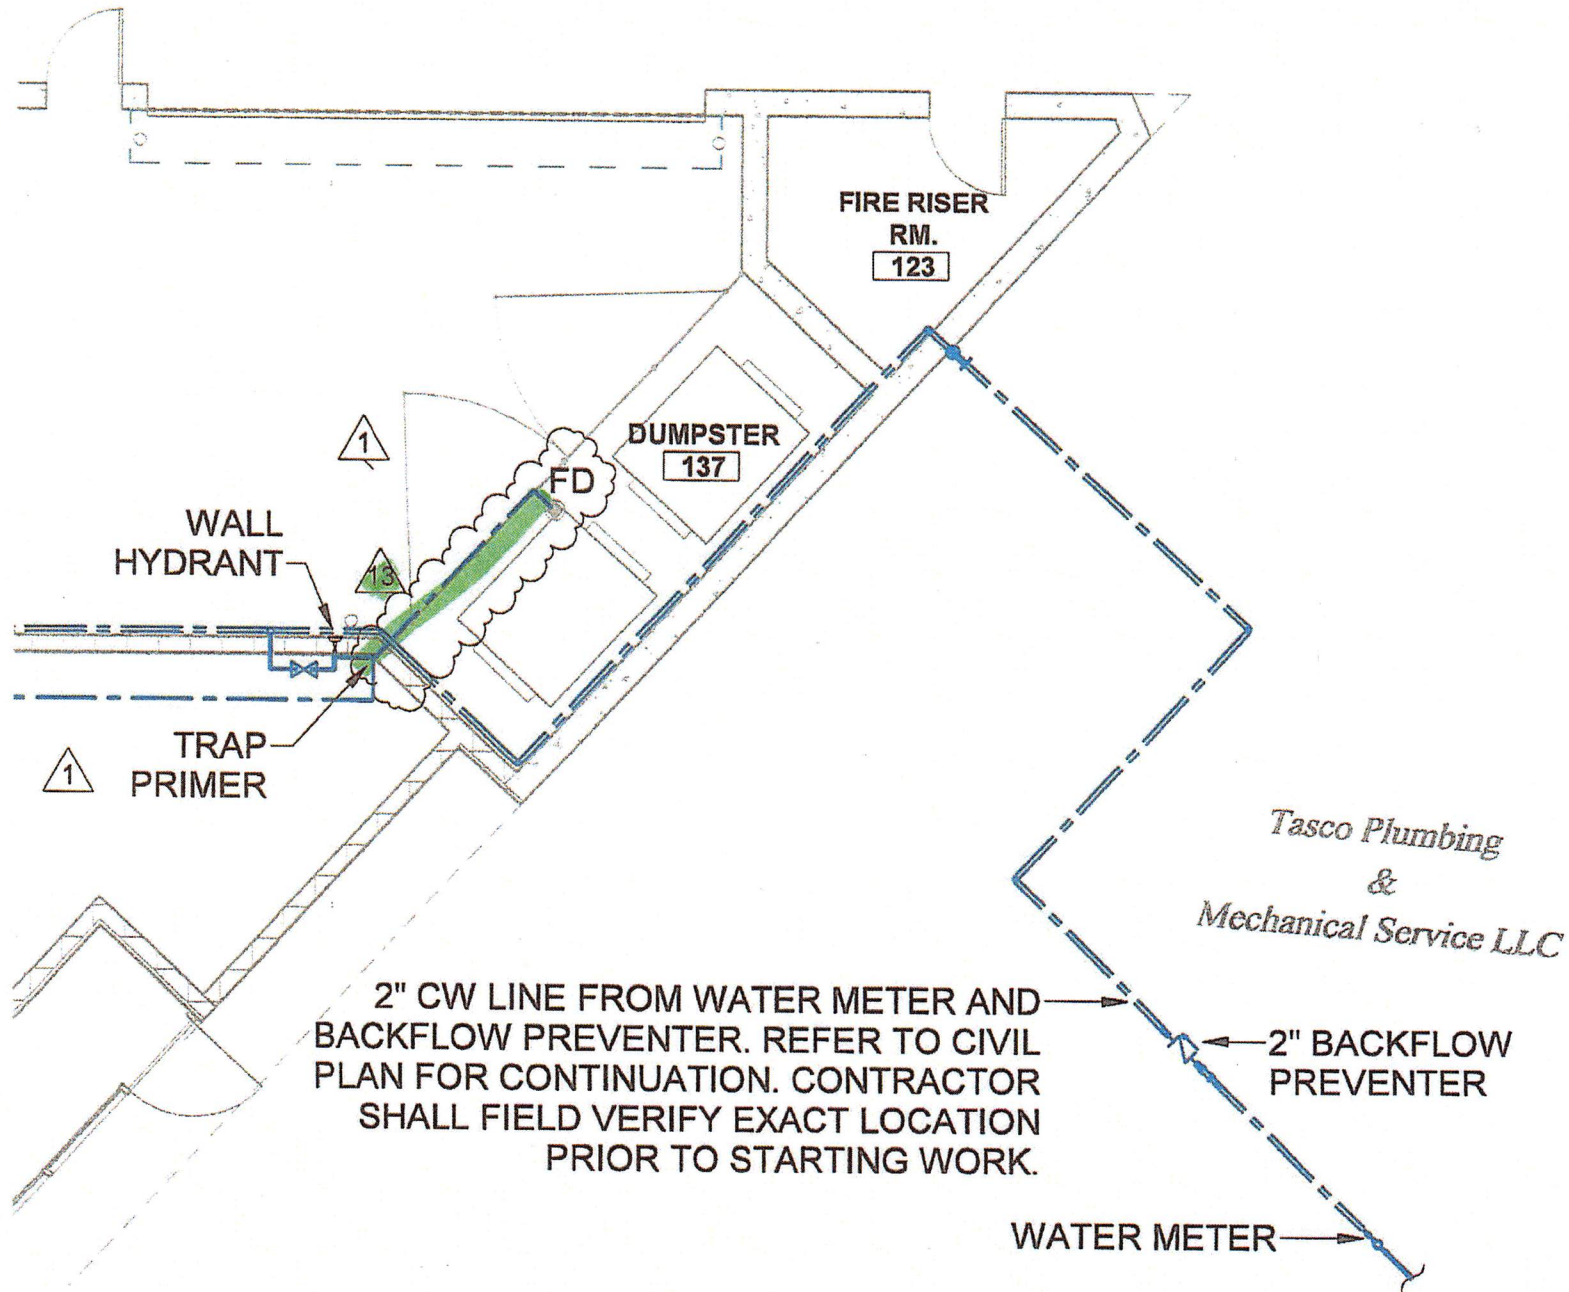 FIRE RISER
RM.
123
1
DUMPSTER
137
FD
WALL
HYDRANT
13
TRAP
PRIMER
1
Tasco Plumbing
&
Mechanical Service LLC
2" CW LINE FROM WATER METER AND
BACKFLOW PREVENTER. REFER TO CIVIL
PLAN FOR CONTINUATION. CONTRACTOR
SHALL FIELD VERIFY EXACT LOCATION
PRIOR TO STARTING WORK.
2" BACKFLOW
PREVENTER
WATER METER